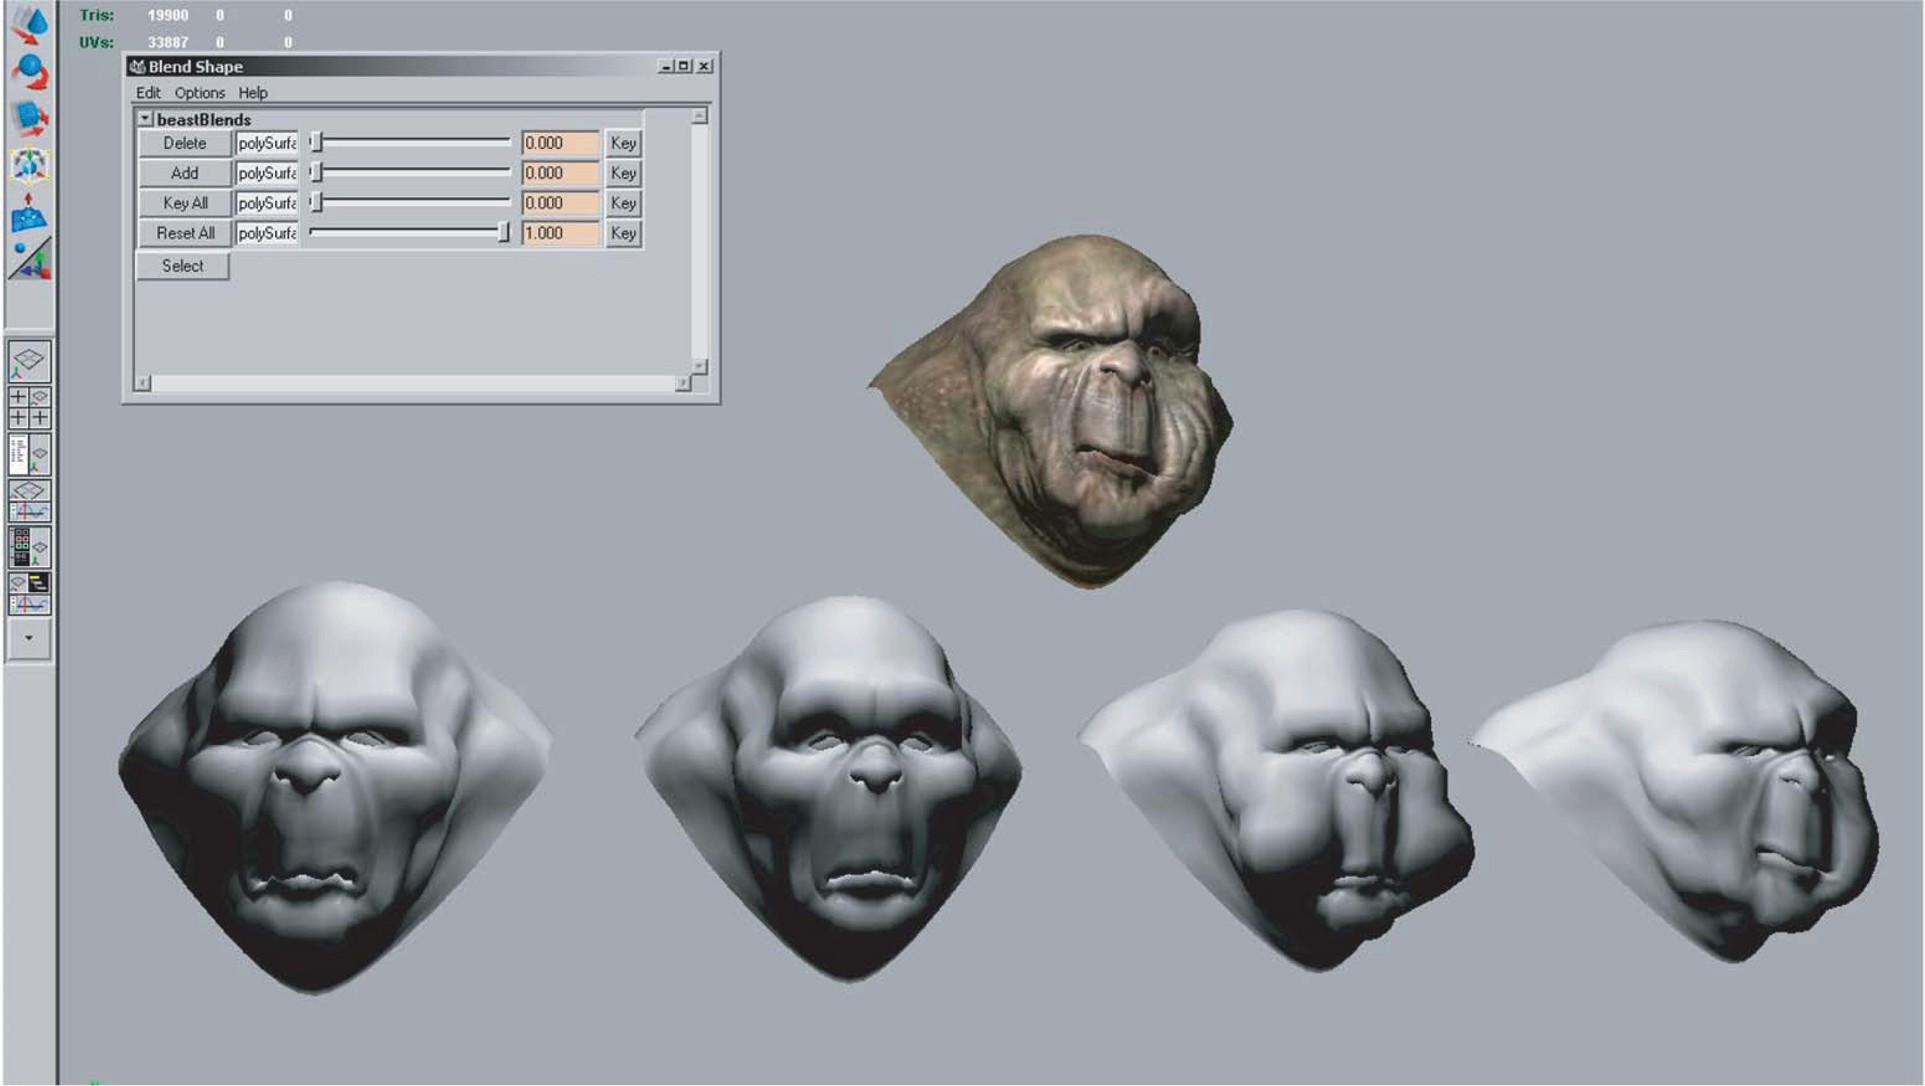 Tris: 19900 0 0
UVs: 33887 0 0
Blend Shape
Edit Options Help
beastBlends
Delete polySurfa 0.000 Key
Add polySurfa 0.000 Key
Key All polySurfa 0.000 Key
Reset All polySurfa 1.000 Key
Select